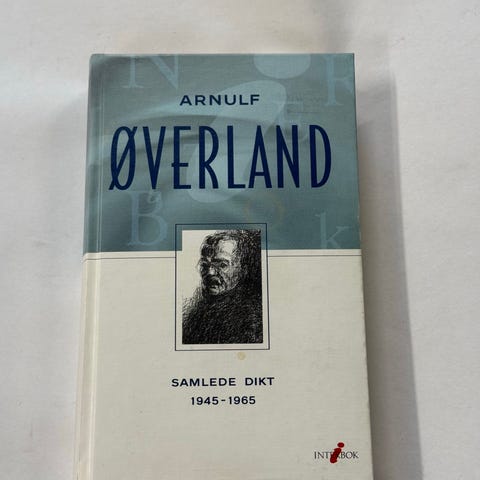 ARNULF
ØVERLAND
SAMLEDE DIKT
1945-1965
INTERBOK